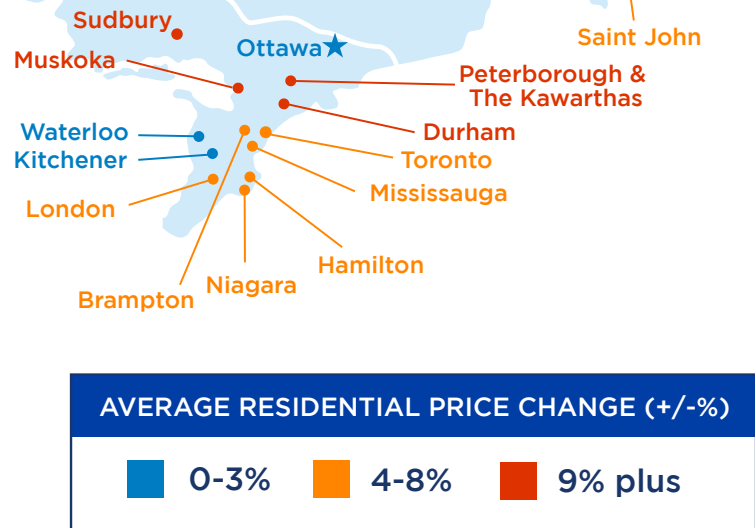 Sudbury
Saint John
Ottawa
Muskoka
Peterborough &
The Kawarthas
Waterloo
Durham
Kitchener
Toronto
Mississauga
London
Hamilton
Niagara
Brampton
AVERAGE RESIDENTIAL PRICE CHANGE (+/-%)
0-3%
4-8%
9% plus